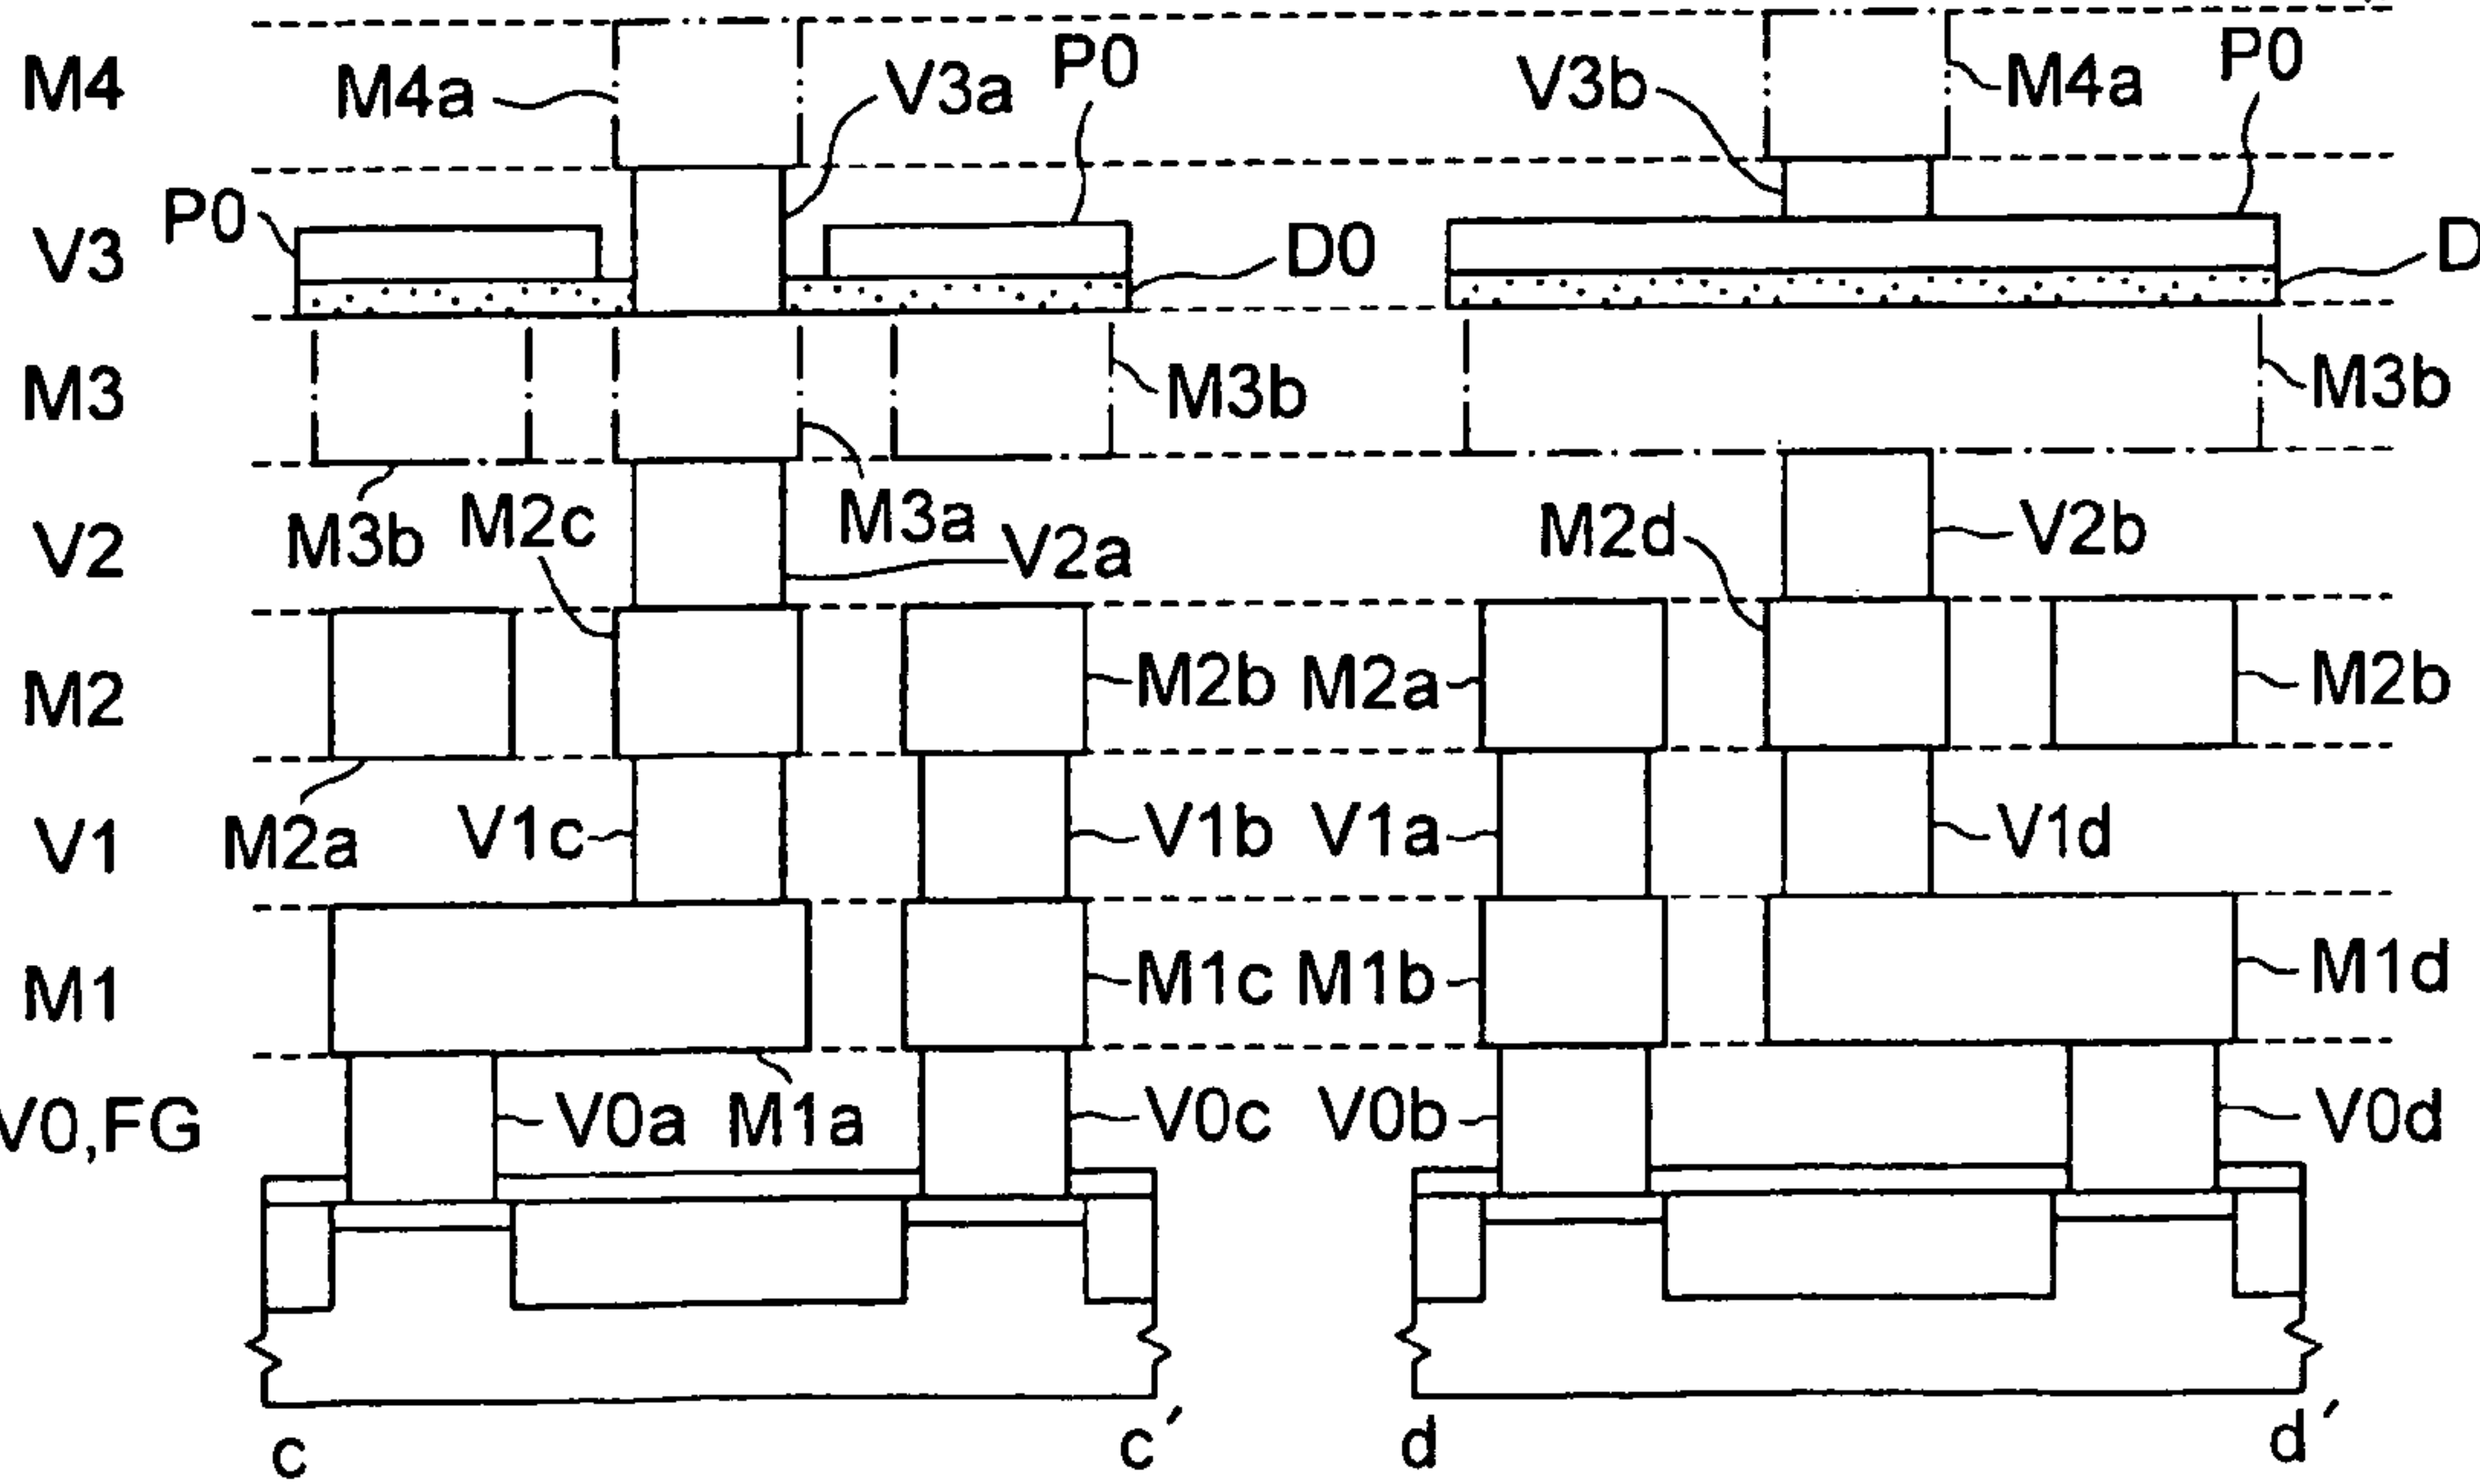 M4
M4a
V3a
P0
V3b
M4a
P0
V3
P0
D0
D
M3
M3b
M3b
M3b
M3a
V2
M2c
V2a
M2d
V2b
M2
M2b
M2a
M2b
M2a
V1
V1c
V1b
V1a
V1d
M1
M1c
M1b
M1d
V0,FG
V0a
M1a
V0c
V0b
V0d
c
c′
d
d′